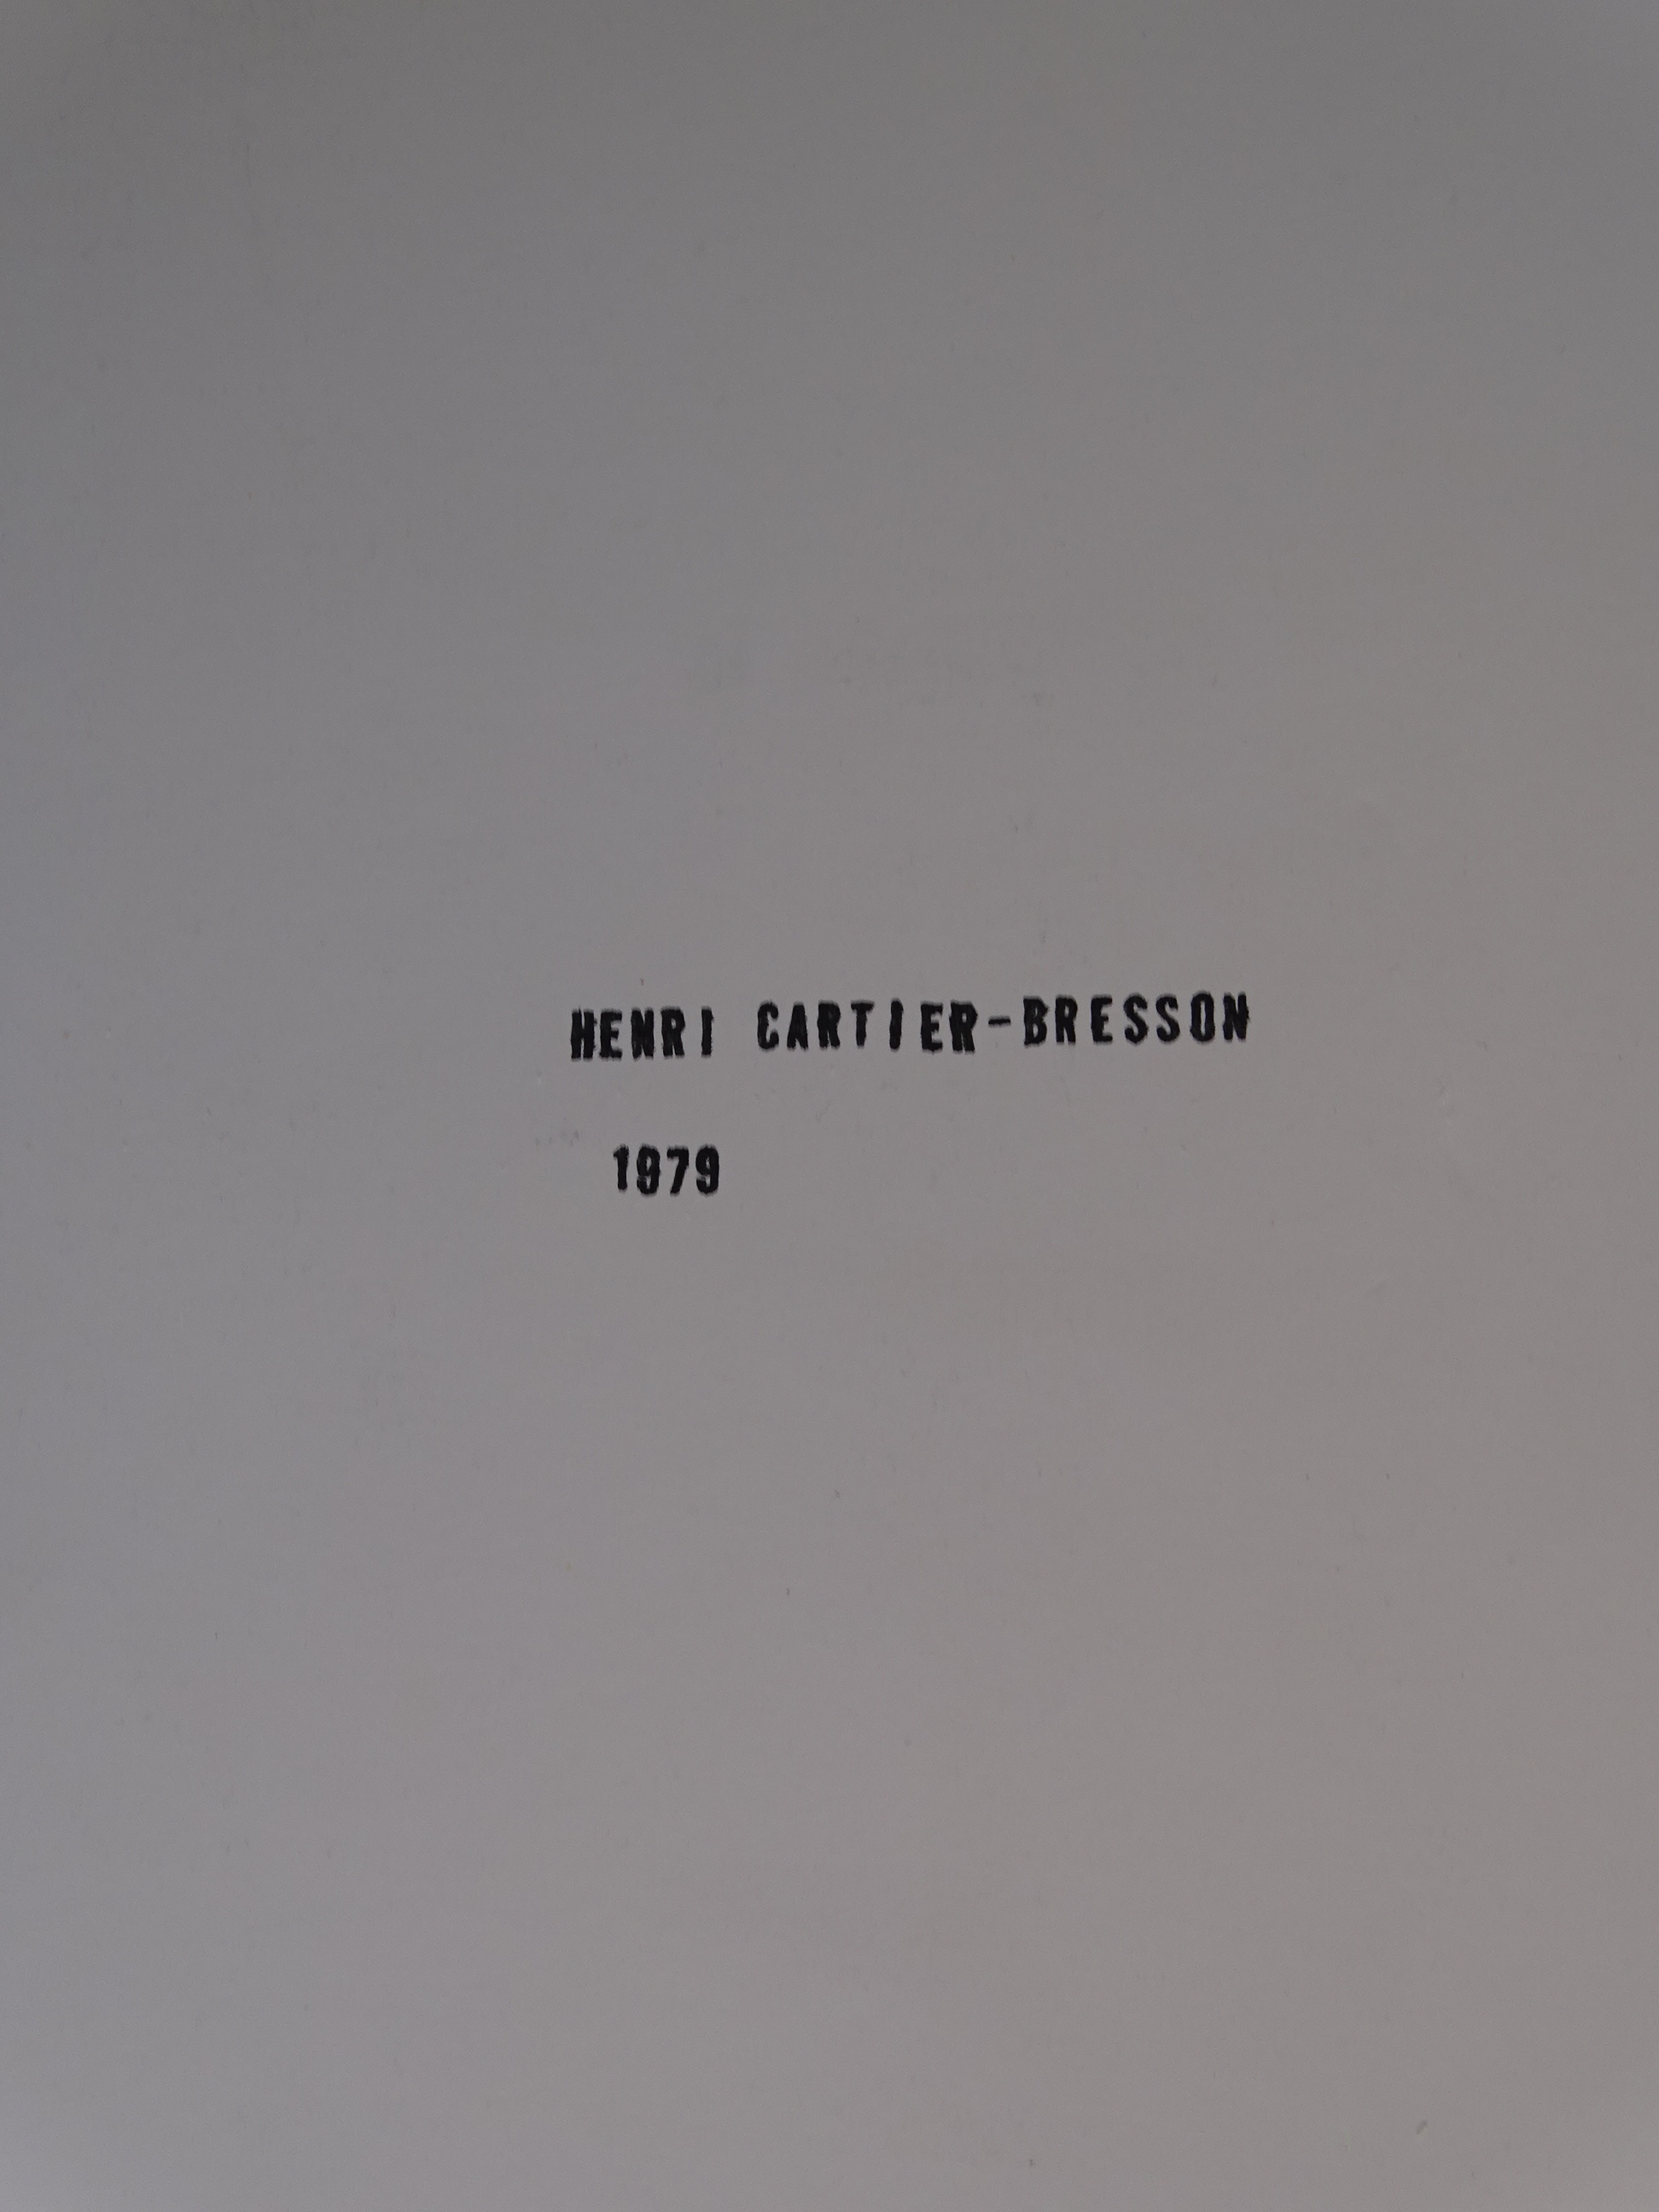 HENRI CARTIER-BRESSON
1979